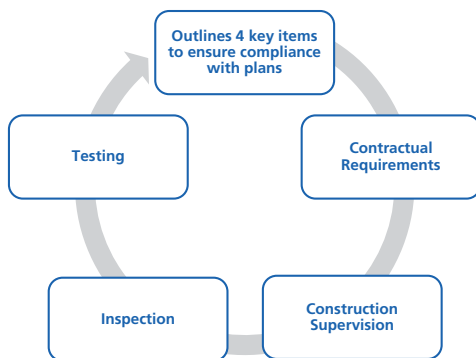 Outlines 4 key items
to ensure compliance
with plans
Contractual
Requirements
Construction
Supervision
Inspection
Testing